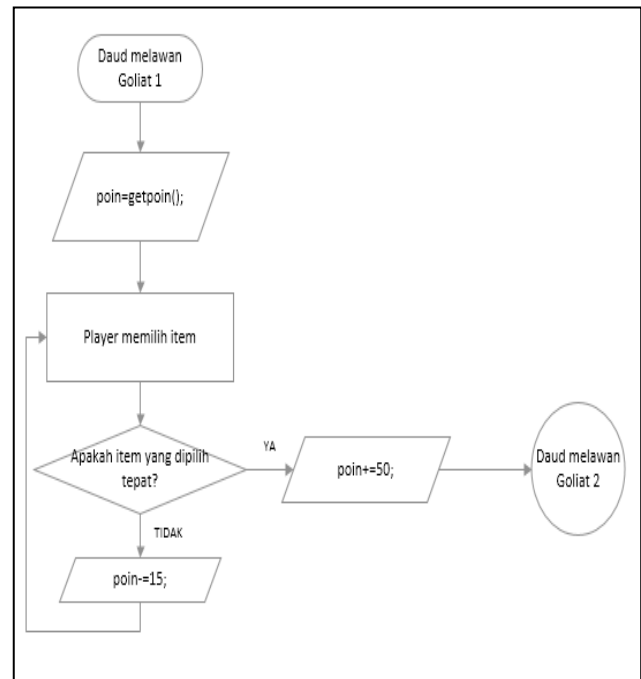 Daud melawan
Goliat 1
poin=getpoin();
Player memilih item
Apakah item yang dipilih
tepat?
YA
poin+=50;
Daud melawan
Goliat 2
TIDAK
poin-=15;